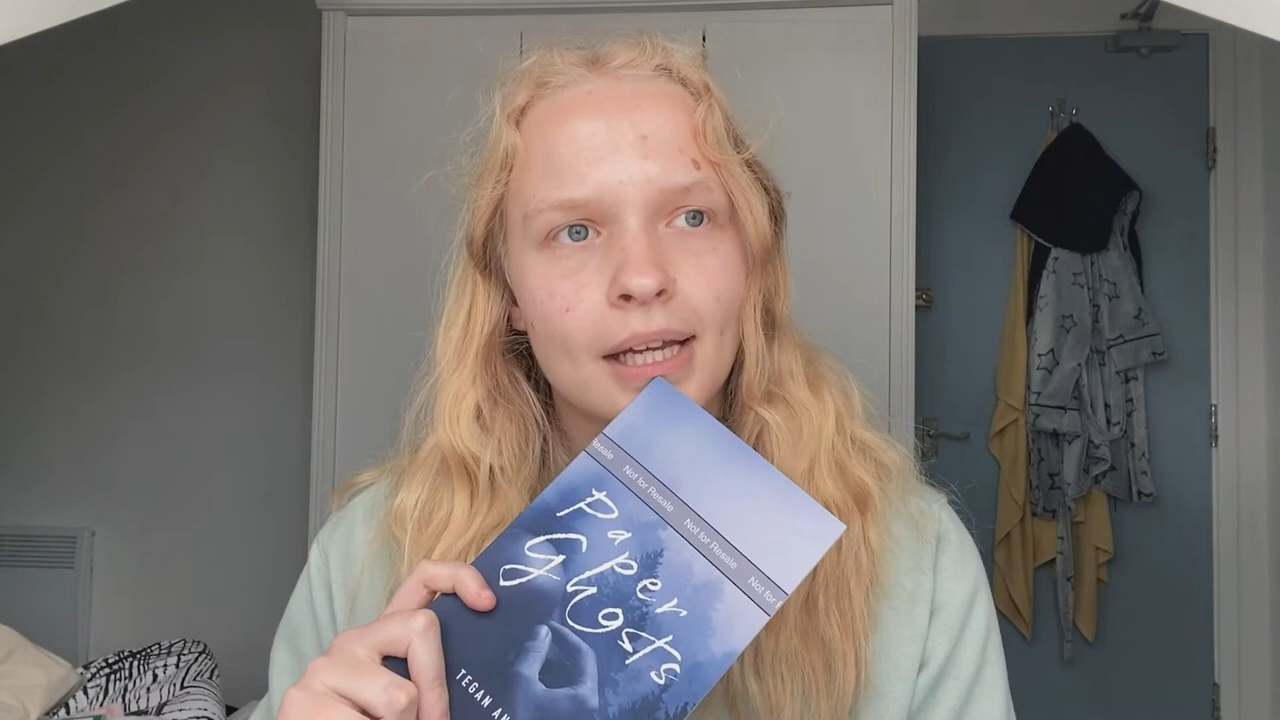 Resale Not for Resale Not for Resale Not for
Paper
Ghosts
TEGAN